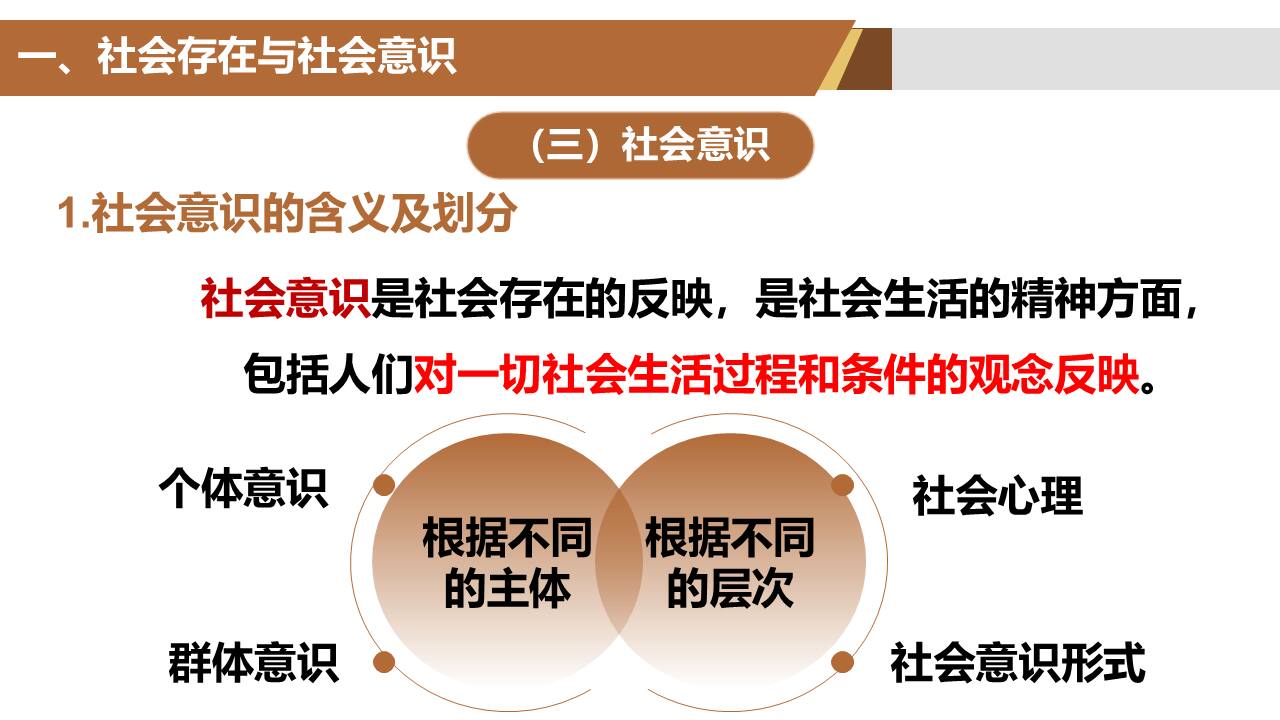 一、社会存在与社会意识
（三）社会意识
1.社会意识的含义及划分
社会意识是社会存在的反映，是社会生活的精神方面，
包括人们对一切社会生活过程和条件的观念反映。
个体意识
群体意识
根据不同
的主体
根据不同
的层次
社会心理
社会意识形式